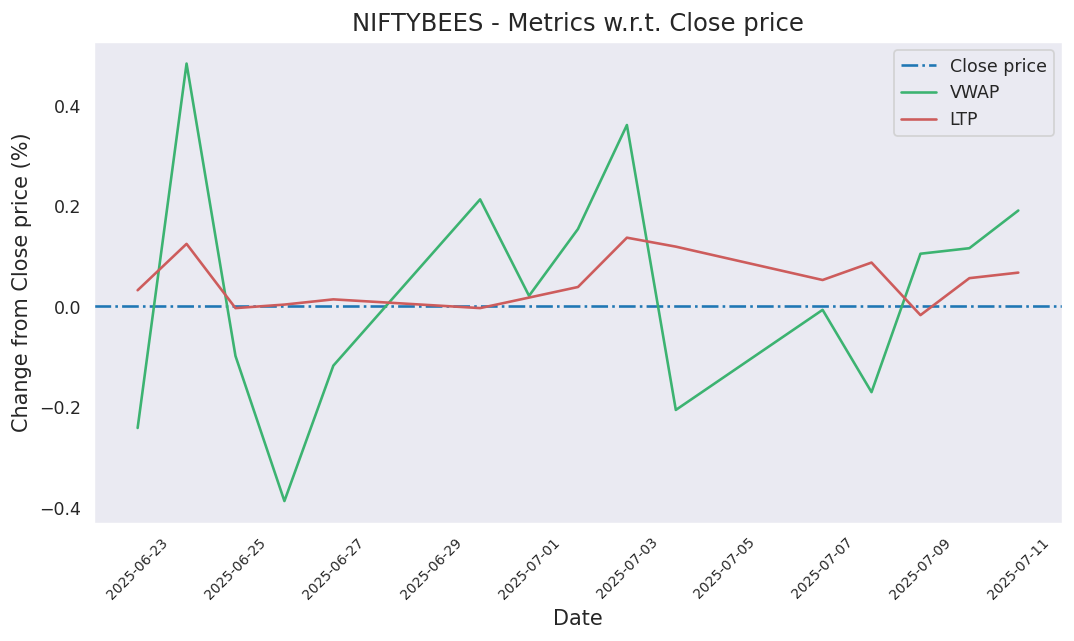 NIFTYBEES - Metrics w.r.t. Close price
Close price
VWAP
LTP
Change from Close price (%)
0.4
0.2
0.0
−0.2
−0.4
2025-06-23
2025-06-25
2025-06-27
2025-06-29
2025-07-01
2025-07-03
2025-07-05
2025-07-07
2025-07-09
2025-07-11
Date